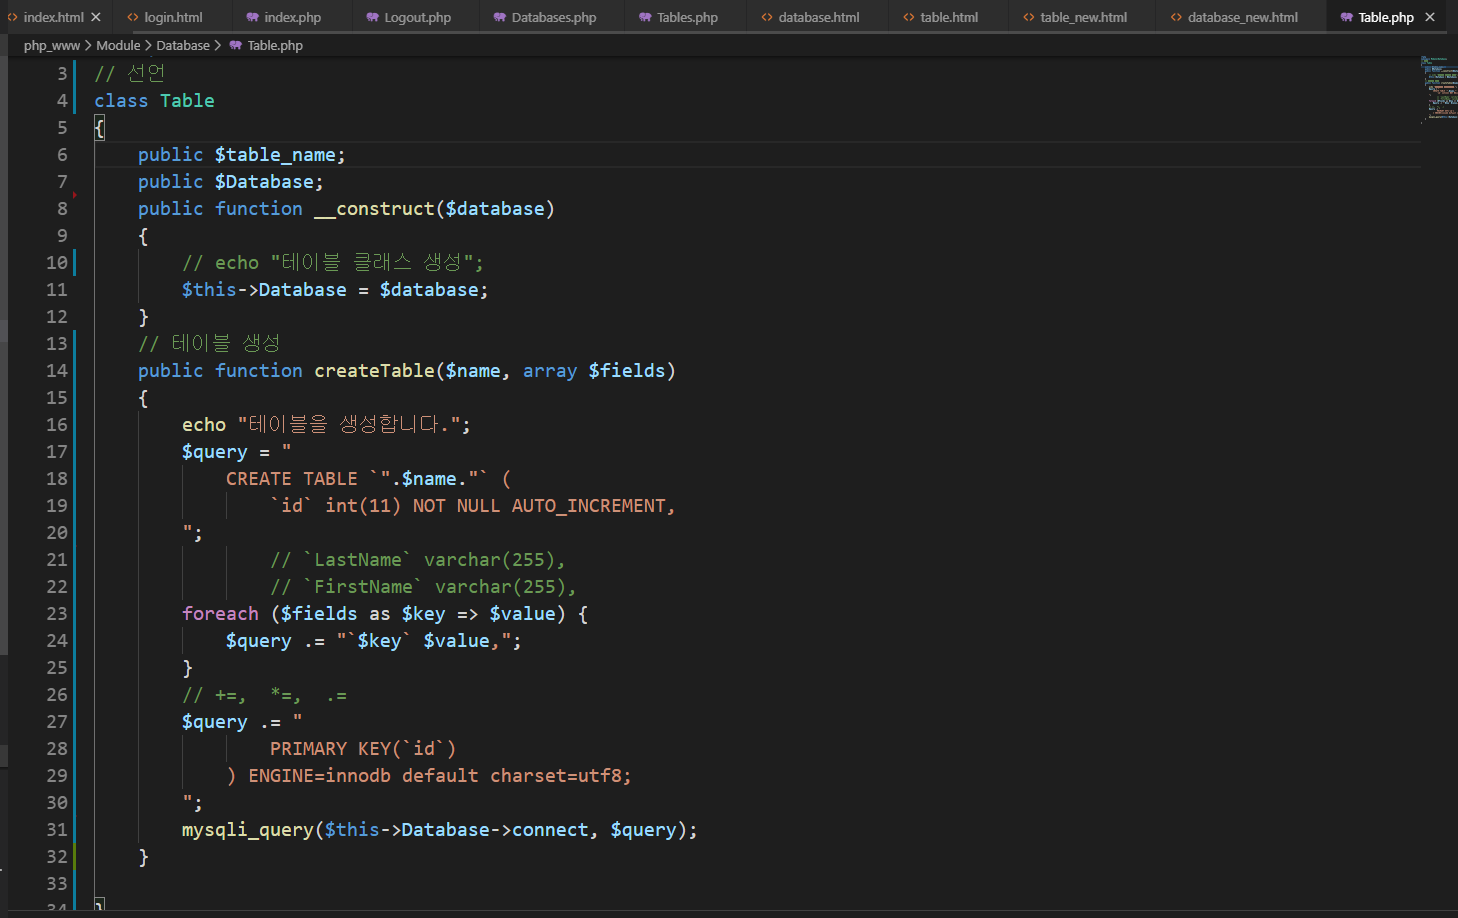 index.html login.html index.php Logout.php Databases.php Tables.php database.html table.html table_new.html database_new.html Table.php
php_www > Module > Database > Table.php
3 // 선언
4 class Table
5 {
6 public $table_name;
7 public $Database;
8 public function __construct($database)
9 {
10 // echo "테이블 클래스 생성";
11 $this->Database = $database;
12 }
13 // 테이블 생성
14 public function createTable($name, array $fields)
15 {
16 echo "테이블을 생성합니다.";
17 $query = "
18 CREATE TABLE `".$name."` (
19 `id` int(11) NOT NULL AUTO_INCREMENT,
20 ";
21 // `LastName` varchar(255),
22 // `FirstName` varchar(255),
23 foreach ($fields as $key => $value) {
24 $query .= "`$key` $value,";
25 }
26 // +=, *=, .=
27 $query .= "
28 PRIMARY KEY(`id`)
29 ) ENGINE=innodb default charset=utf8;
30 ";
31 mysqli_query($this->Database->connect, $query);
32 }
33
34 }